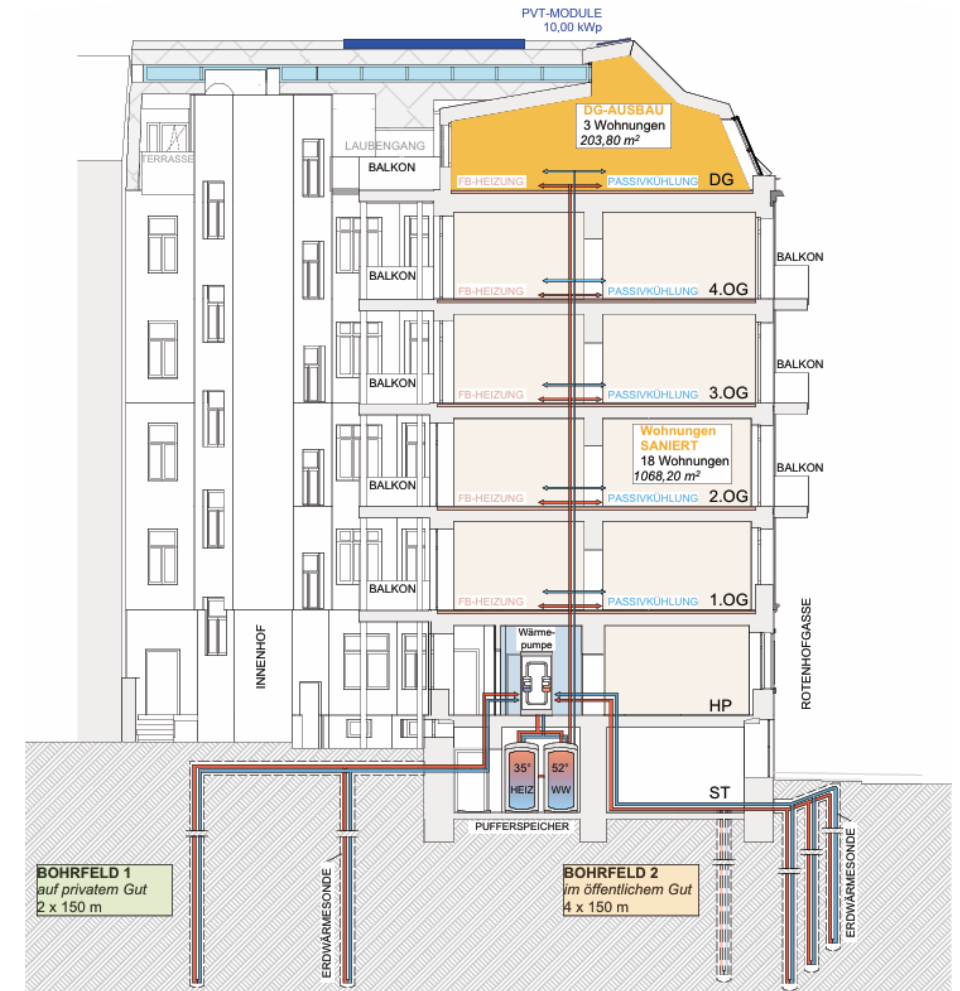 PVT-MODULE
10,00 kWp
DG-AUSBAU
3 Wohnungen
203,80 m²
TERRASSE
LAUBENGANG
BALKON
FB-HEIZUNG
PASSIVKÜHLUNG
DG
BALKON
BALKON
FB-HEIZUNG
PASSIVKÜHLUNG
4.OG
BALKON
BALKON
FB-HEIZUNG
PASSIVKÜHLUNG
3.OG
Wohnungen
SANIERT
18 Wohnungen
1068,20 m²
BALKON
BALKON
FB-HEIZUNG
PASSIVKÜHLUNG
2.OG
BALKON
FB-HEIZUNG
PASSIVKÜHLUNG
1.OG
INNENHOF
Wärme-
pumpe
HP
ROTENHOFGASSE
35°
HEIZ
52°
WW
ST
PUFFERSPEICHER
BOHRFELD 1
auf privatem Gut
2 x 150 m
ERDWÄRMESONDE
BOHRFELD 2
im öffentlichem Gut
4 x 150 m
ERDWÄRMESONDE